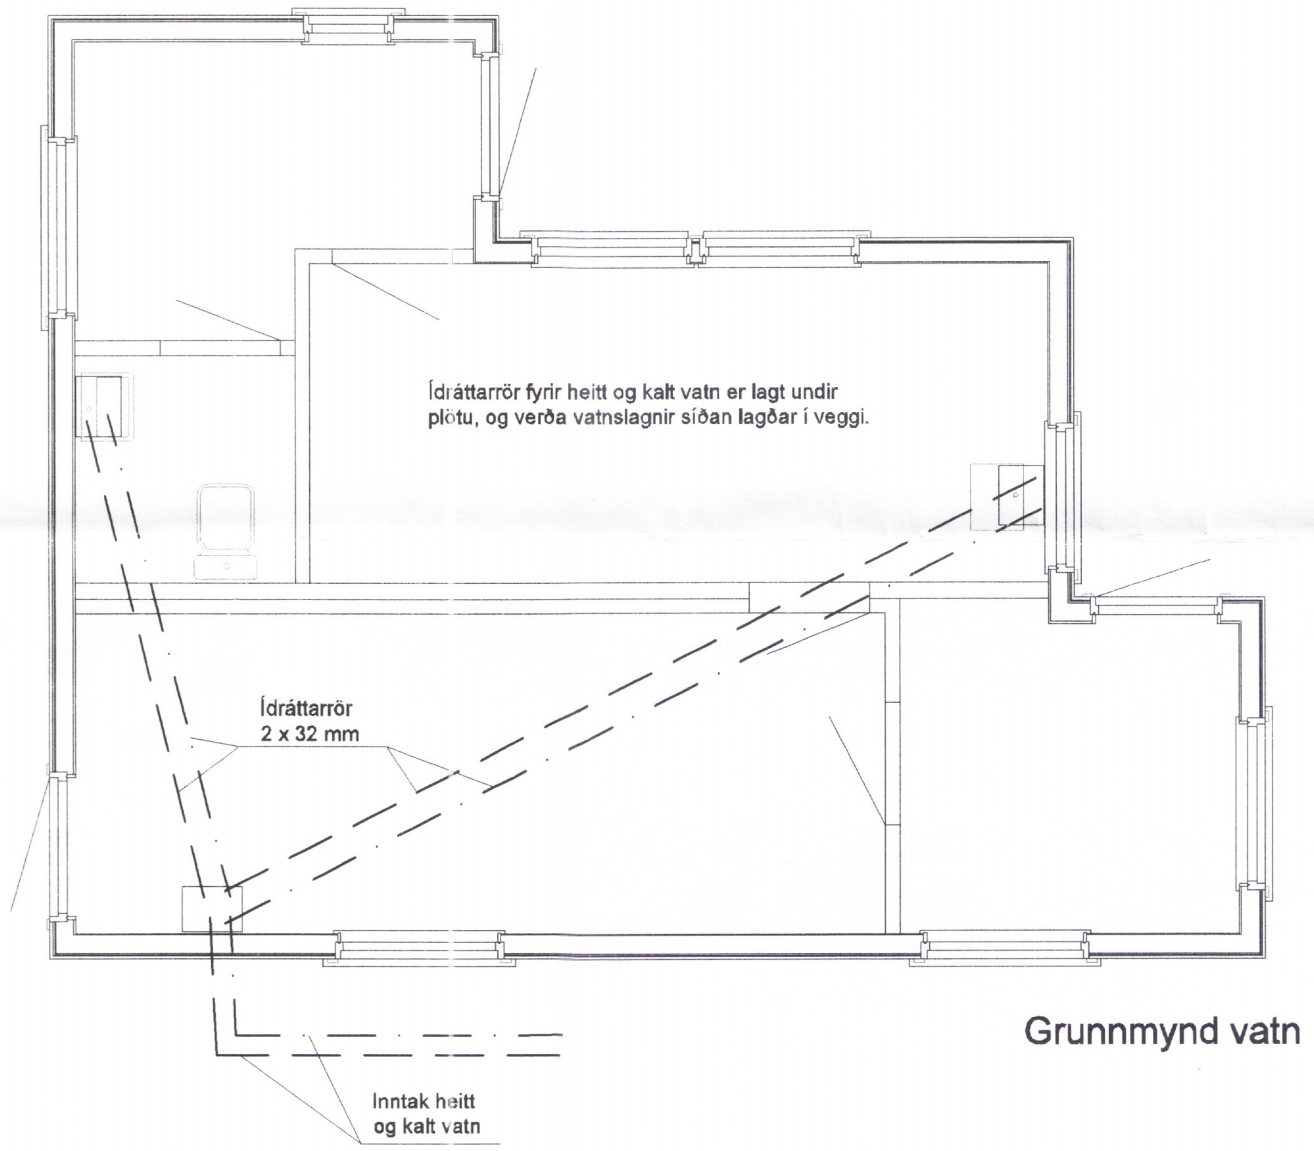 Ídráttarrör fyrir heitt og kalt vatn er lagt undir
plötu, og verða vatnslagnir síðan lagðar í veggi.
Ídráttarrör
2 x 32 mm
Grunnmynd vatn
Inntak heitt
og kalt vatn